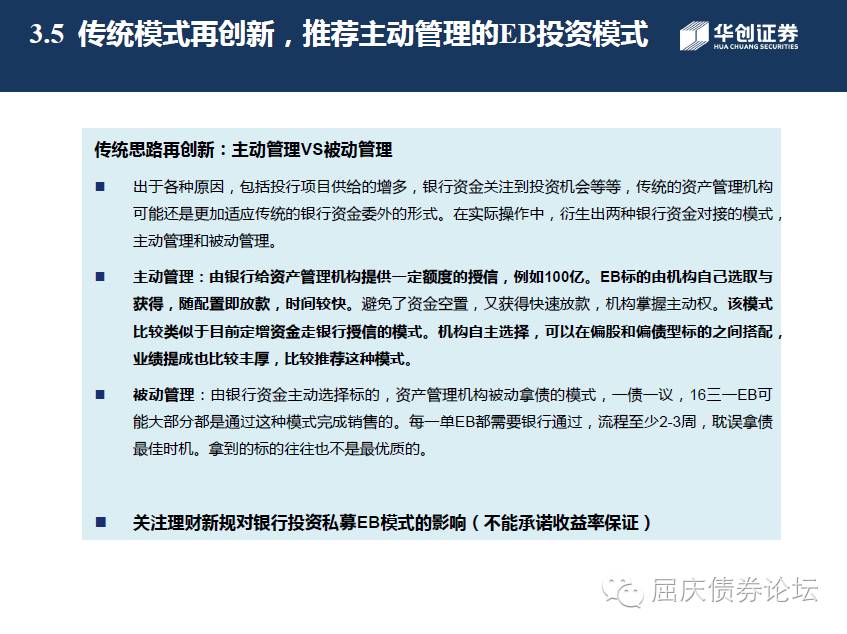 3.5 传统模式再创新，推荐主动管理的EB投资模式
华创证券
HUA CHUANG SECURITIES
传统思路再创新：主动管理VS被动管理
■ 出于各种原因，包括投行项目供给的增多，银行资金关注到投资机会等等，传统的资产管理机构
可能还是更加适应传统的银行资金委外的形式。在实际操作中，衍生出两种银行资金对接的模式，
主动管理和被动管理。
■ 主动管理：由银行给资产管理机构提供一定额度的授信，例如100亿。EB标的由机构自己选取与
获得，随配置即放款，时间较快。避免了资金空置，又获得快速放款，机构掌握主动权。该模式
比较类似于目前定增资金走银行授信的模式。机构自主选择，可以在偏股和偏债型标的之间搭配，
业绩提成也比较丰厚，比较推荐这种模式。
■ 被动管理：由银行资金主动选择标的，资产管理机构被动拿债的模式，一债一议，16三一EB可
能大部分都是通过这种模式完成销售的。每一单EB都需要银行通过，流程至少2-3周，耽误拿债
最佳时机。拿到的标的往往也不是最优质的。
■ 关注理财新规对银行投资私募EB模式的影响（不能承诺收益率保证）
屈庆债券论坛